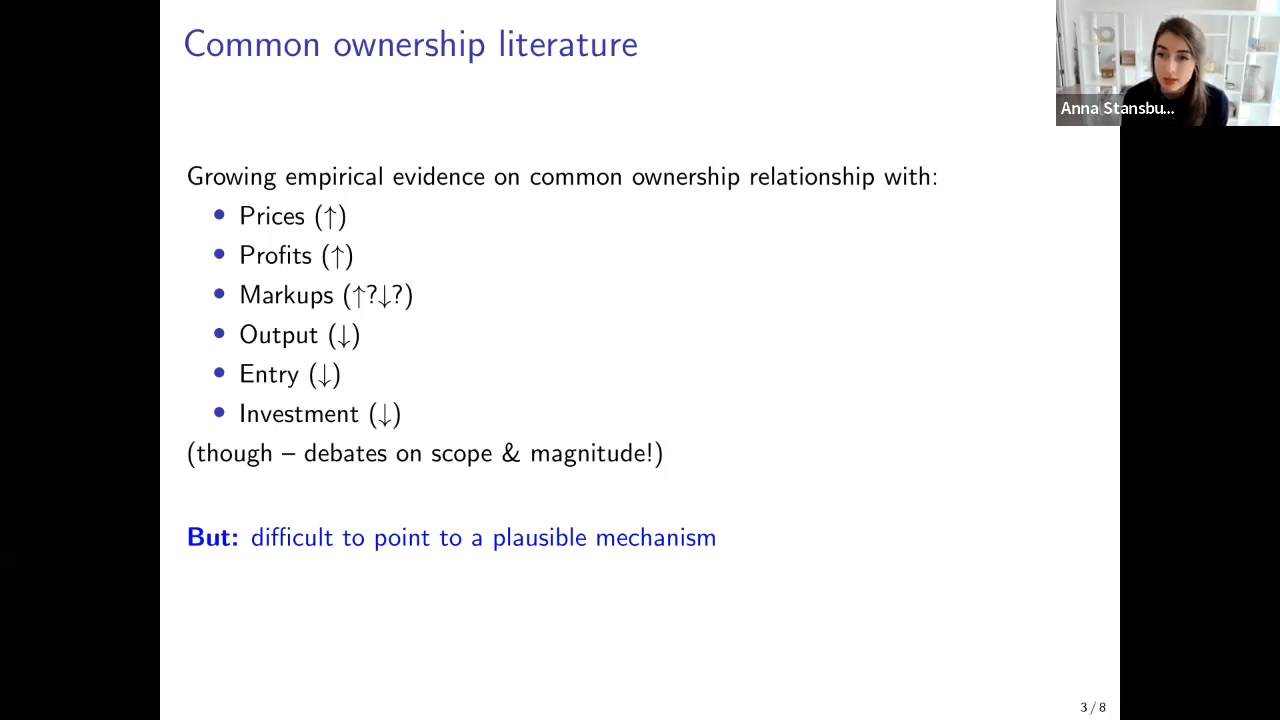 Common ownership literature
Anna Stansbu...
Growing empirical evidence on common ownership relationship with:
• Prices (↑)
• Profits (↑)
• Markups (↑?↓?)
• Output (↓)
• Entry (↓)
• Investment (↓)
(though – debates on scope & magnitude!)
But: difficult to point to a plausible mechanism
3 / 8